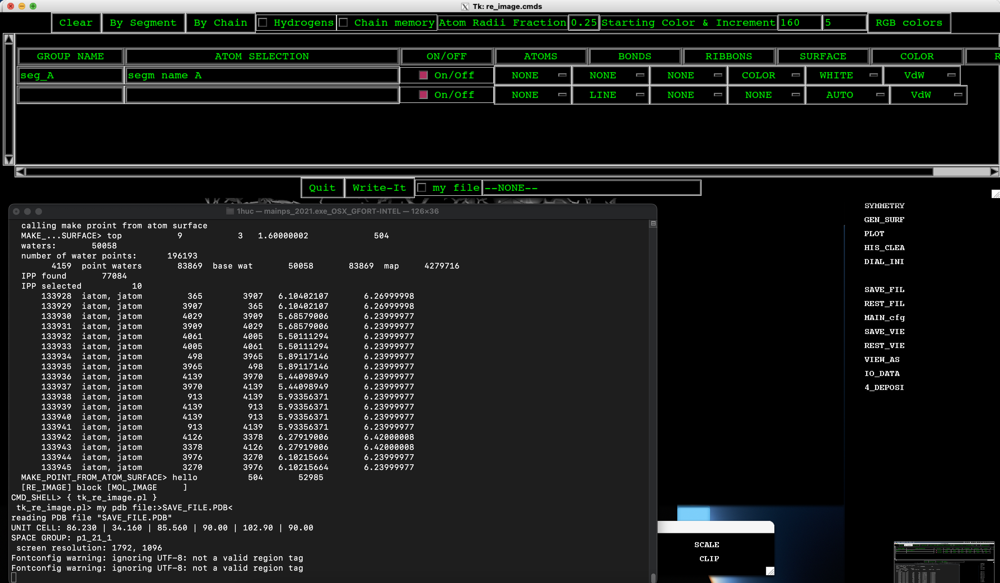 Tk: re_image.cmds
Clear By Segment By Chain Hydrogens Chain memory Atom Radii Fraction 0.25 Starting Color & Increment 160 5 RGB colors
GROUP NAME ATOM SELECTION ON/OFF ATOMS BONDS RIBBONS SURFACE COLOR R
seg_A segm name A On/Off NONE NONE NONE COLOR WHITE VdW
On/Off NONE LINE NONE NONE AUTO VdW
Quit Write-It my file --NONE--
1huc — mainps_2021.exe_OSX_GFORT-INTEL — 126×36
calling make proint from atom surface
MAKE_...SURFACE> top 9 3 1.60000002 504
waters: 50058
number of water points: 196193
4159 point waters 83869 base wat 50058 83869 map 4279716
IPP found 77084
IPP selected 10
133928 iatom, jatom 365 3907 6.10402107 6.26999998
133929 iatom, jatom 3907 365 6.10402107 6.26999998
133930 iatom, jatom 4029 3909 5.68579006 6.23999977
133931 iatom, jatom 3909 4029 5.68579006 6.23999977
133932 iatom, jatom 4061 4005 5.50111294 6.23999977
133933 iatom, jatom 4005 4061 5.50111294 6.23999977
133934 iatom, jatom 498 3965 5.89117146 6.23999977
133935 iatom, jatom 3965 498 5.89117146 6.23999977
133936 iatom, jatom 4139 3970 5.44098949 6.23999977
133937 iatom, jatom 3970 4139 5.44098949 6.23999977
133938 iatom, jatom 913 4139 5.93356371 6.23999977
133939 iatom, jatom 4139 913 5.93356371 6.23999977
133940 iatom, jatom 4139 913 5.93356371 6.23999977
133941 iatom, jatom 913 4139 5.93356371 6.23999977
133942 iatom, jatom 4126 3378 6.27919006 6.42000008
133943 iatom, jatom 3378 4126 6.27919006 6.42000008
133944 iatom, jatom 3976 3270 6.10215664 6.23999977
133945 iatom, jatom 3270 3976 6.10215664 6.23999977
MAKE_POINT_FROM_ATOM_SURFACE> hello 504 52985
[RE_IMAGE] block [MOL_IMAGE ]
CMD_SHELL> { tk_re_image.pl }
tk_re_image.pl> my pdb file:>SAVE_FILE.PDB<
reading PDB file "SAVE_FILE.PDB"
UNIT CELL: 86.230 | 34.160 | 85.560 | 90.00 | 102.90 | 90.00
SPACE GROUP: p1_21_1
screen resolution: 1792, 1096
Fontconfig warning: ignoring UTF-8: not a valid region tag
Fontconfig warning: ignoring UTF-8: not a valid region tag
SYMMETRY
GEN_SURF
PLOT
HIS_CLEA
DIAL_INI
SAVE_FIL
REST_FIL
MAIN_cfg
SAVE_VIE
REST_VIE
VIEW_AS
IO_DATA
4_DEPOSI
SCALE
CLIP